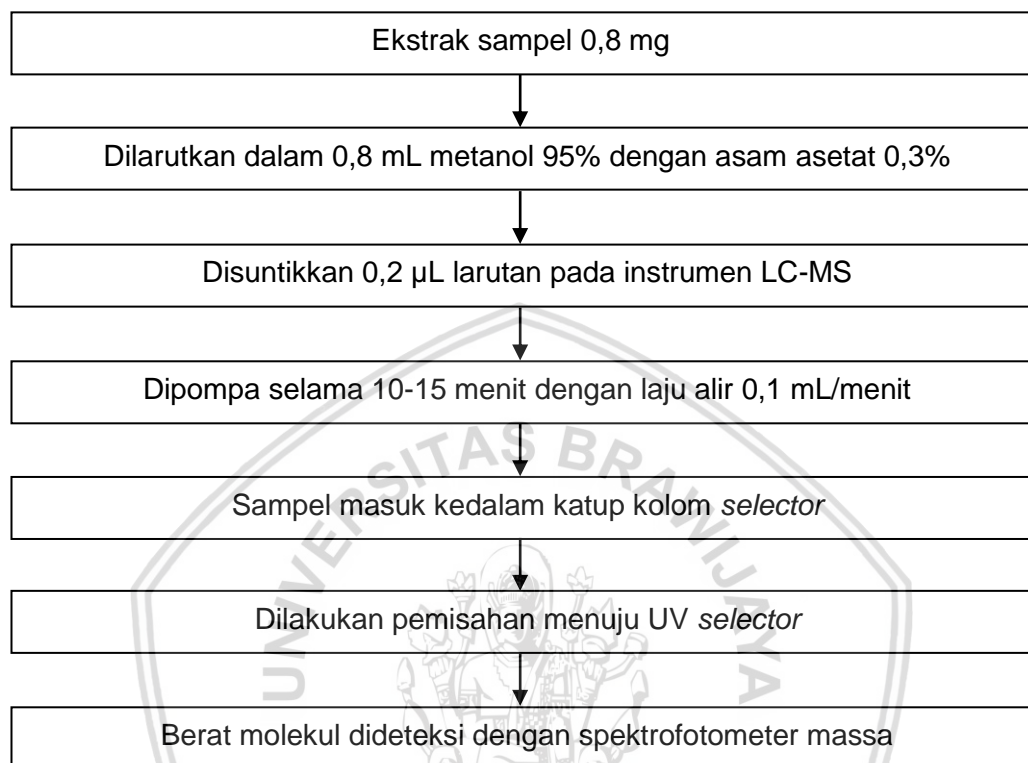 Ekstrak sampel 0,8 mg
Dilarutkan dalam 0,8 mL metanol 95% dengan asam asetat 0,3%
Disuntikkan 0,2 µL larutan pada instrumen LC-MS
Dipompa selama 10-15 menit dengan laju alir 0,1 mL/menit
UNIVERSITAS BRAWIJAYA
Sampel masuk kedalam katup kolom selector
Dilakukan pemisahan menuju UV selector
Berat molekul dideteksi dengan spektrofotometer massa